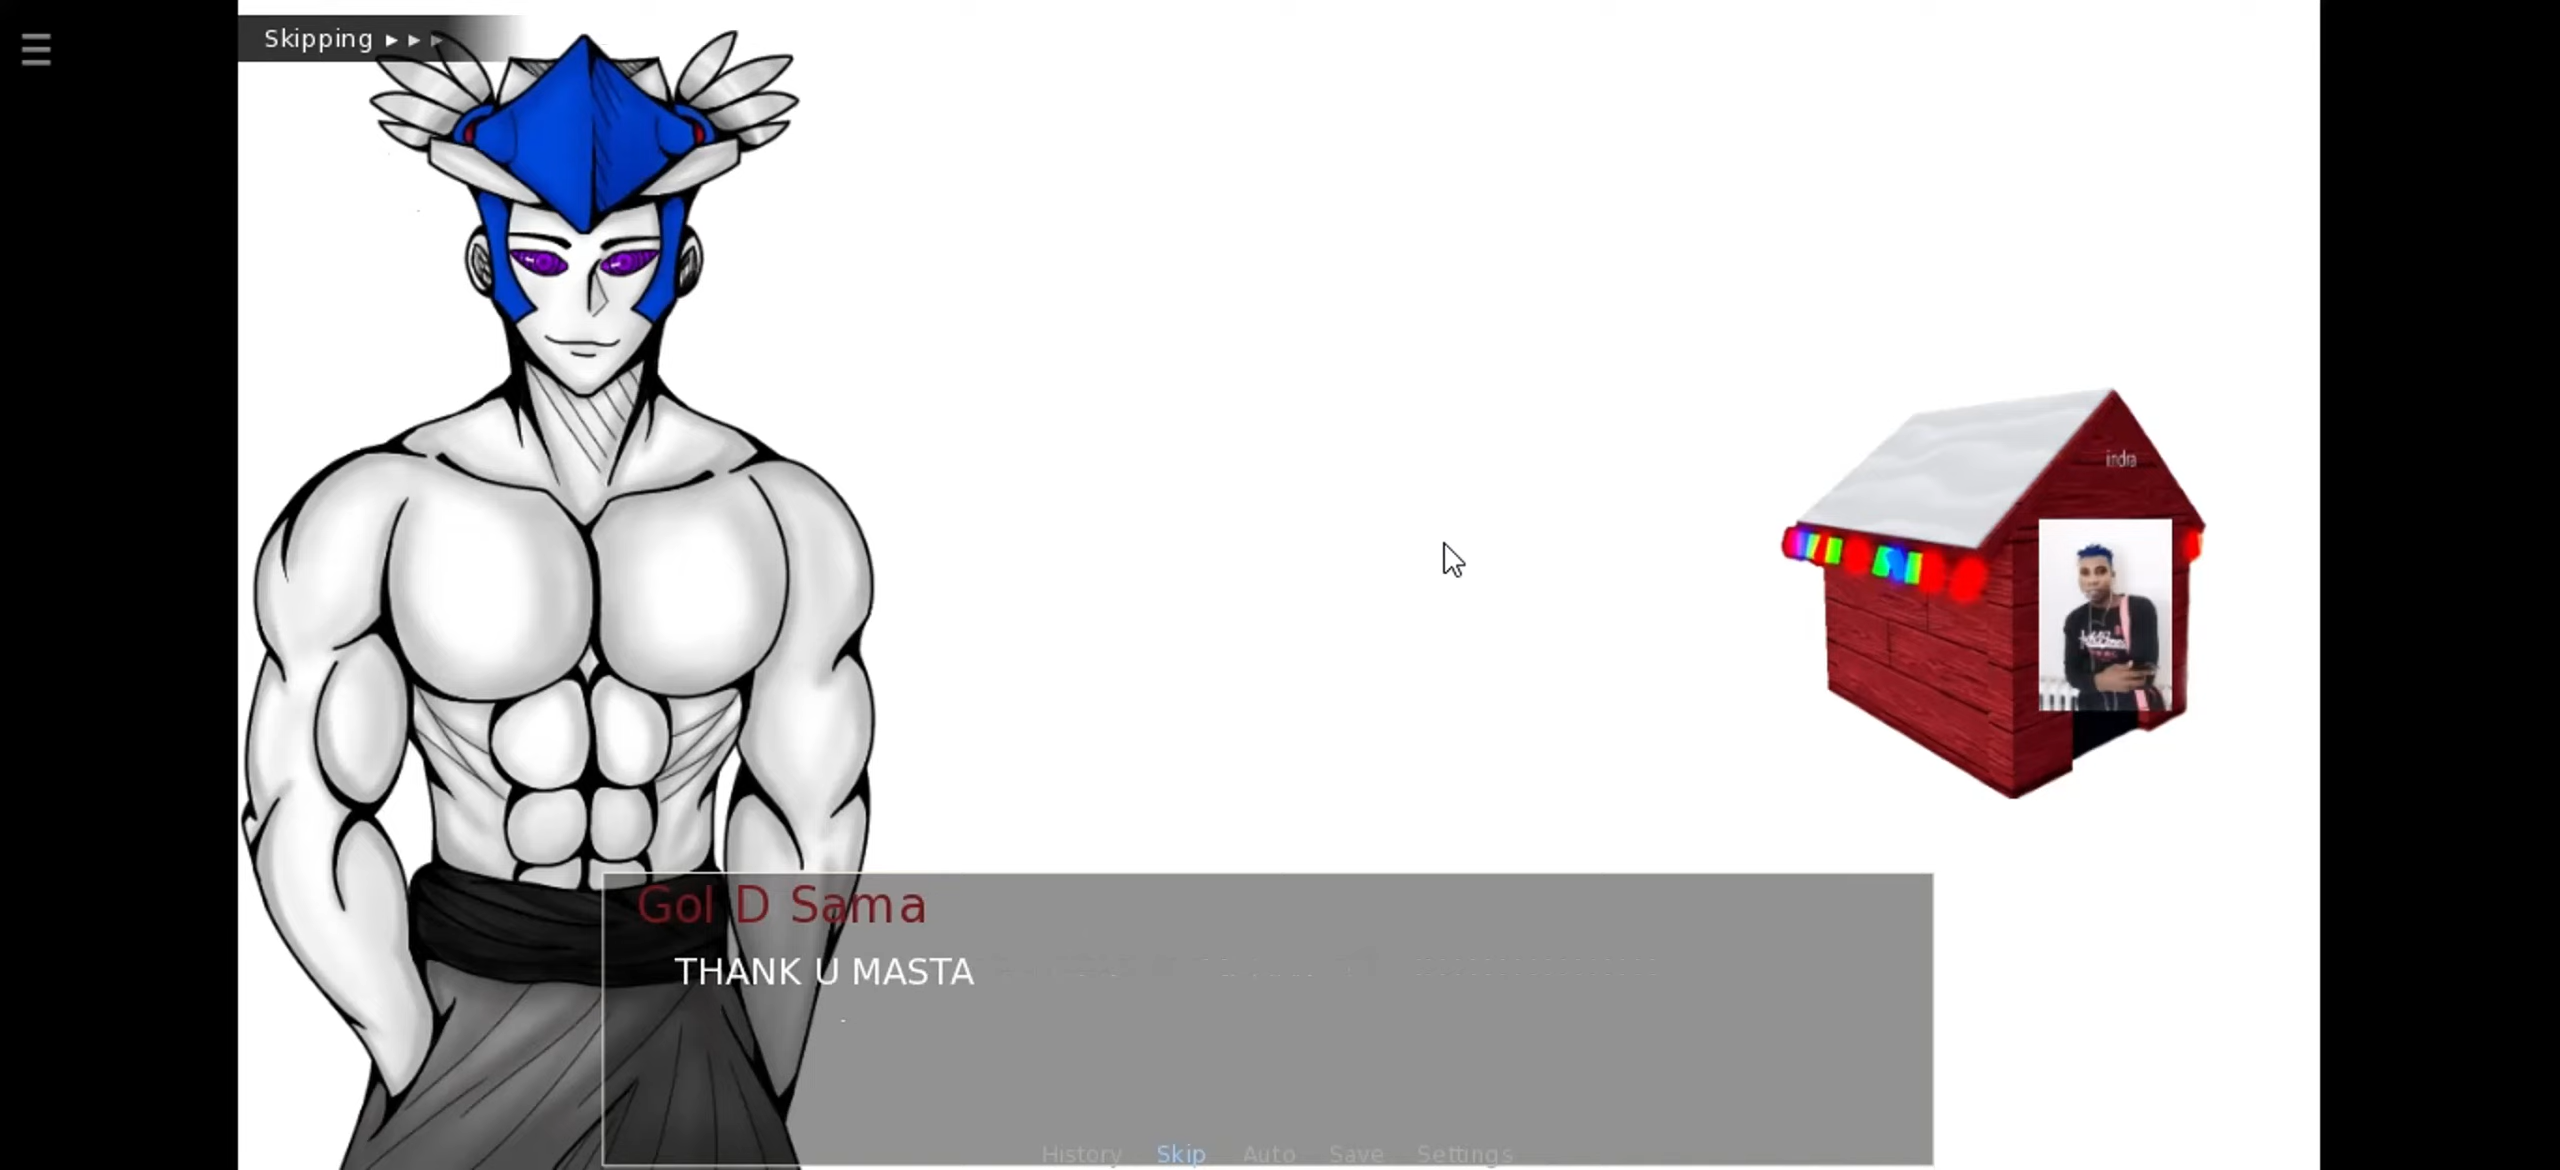 Skipping ▸ ▸ ▸
indra
Gol D Sama
THANK U MASTA
History Skip Auto Save Settings